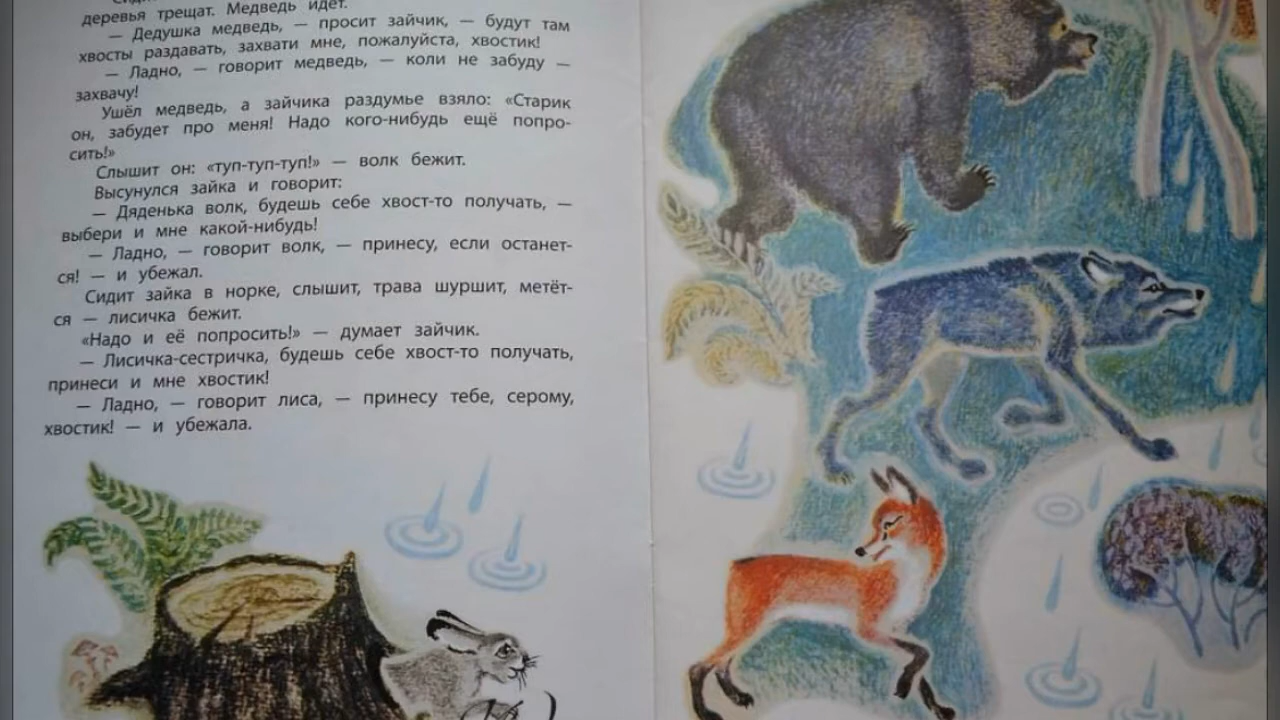 деревья трещат. Медведь идёт.
— Дедушка медведь, — просит зайчик, — будут там
хвосты раздавать, захвати мне, пожалуйста, хвостик!
— Ладно, — говорит медведь, — коли не забуду —
захвачу!
Ушёл медведь, а зайчика раздумье взяло: «Старик
он, забудет про меня! Надо кого-нибудь ещё попро-
сить!»
Слышит он: «туп-туп-туп!» — волк бежит.
Высунулся зайка и говорит:
— Дяденька волк, будешь себе хвост-то получать, —
выбери и мне какой-нибудь!
— Ладно, — говорит волк, — принесу, если останет-
ся! — и убежал.
Сидит зайка в норке, слышит, трава шуршит, метёт-
ся — лисичка бежит.
«Надо и её попросить!» — думает зайчик.
— Лисичка-сестричка, будешь себе хвост-то получать,
принеси и мне хвостик!
— Ладно, — говорит лиса, — принесу тебе, серому,
хвостик! — и убежала.